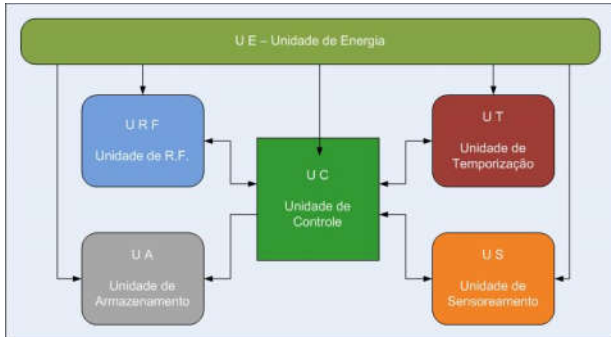 U E – Unidade de Energia
U R F
Unidade de R.F.
U T
Unidade de
Temporização
U C
Unidade de
Controle
U A
Unidade de
Armazenamento
U S
Unidade de
Sensoreamento